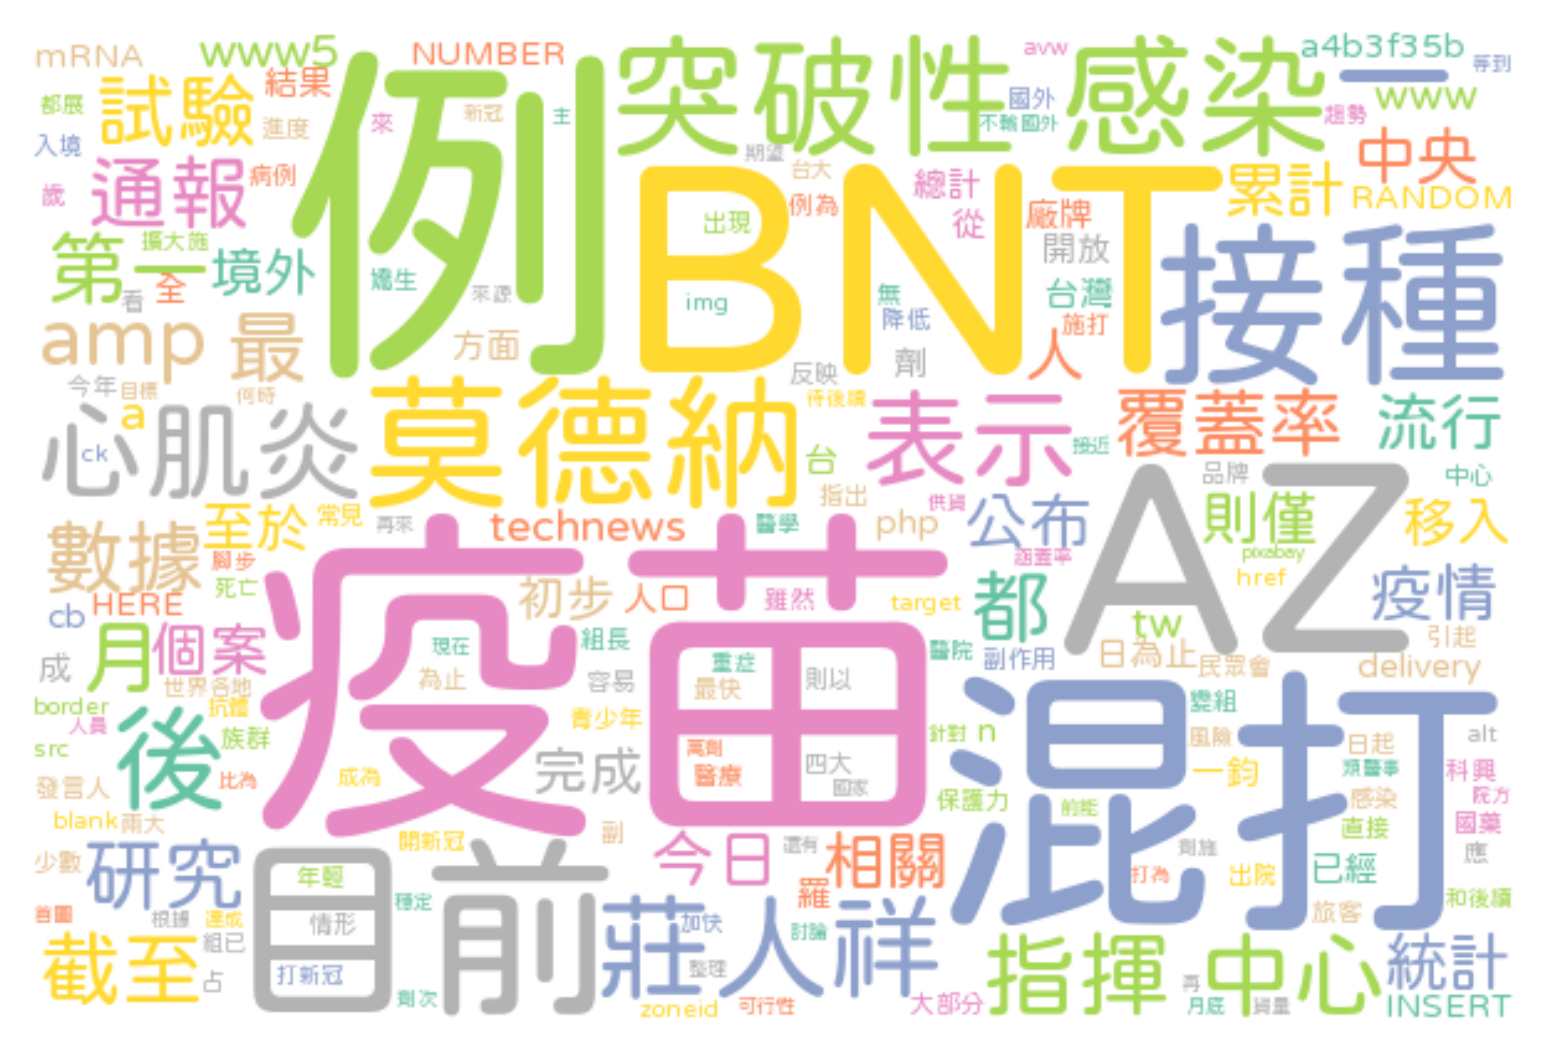 mRNA
www5
NUMBER
例
突破性感染
avw
a4b3f35b
等到
都展
試驗
結果
進度
來
新冠
主
國外
不輸國外
一
www
趨勢
入境
通報
病例
期望
台大
BNT
總計
累計
中央
RANDOM
歲
例為
出現
從
廠牌
第一
擴大施
境外
嬌生
來源
img
無
開放
接種
看
全
台灣
降低
施打
amp
最
方面
反映
劑
人
今年
目標
何時
莫德納
待後續
表示
覆蓋率
流行
a
心肌炎
ck
台
接近
AZ
品牌
中心
指出
供貨
數據
至於
常見
再來
technews
醫學
php
公布
則僅
移入
腳步
死亡
疫苗
涵蓋率
pixabay
href
cb
HERE
初步
人口
雖然
target
都
tw
疫情
月
個案
現在
組長
重症
醫院
副作用
日為止
民眾會
引起
delivery
成
世界各地
為止
容易
最快
則以
混打
border
抗體
人員
後
族群
青少年
針對
n
變組
風險
日起
alt
src
比為
成為
完成
萬劑
醫療
四大
國家
一鈞
類醫事
科興
發言人
保護力
前能
感染
院方
blank
兩大
開新冠
副
直接
國藥
少數
研究
目前
年輕
今日
還有
相關
劑施
打為
出院
已經
應
首圖
根據
達成
情形
穩定
羅
旅客
和後續
截至
組已
打新冠
莊人祥
加快
討論
指揮中心
統計
占
劑次
整理
zoneid
可行性
大部分
再
月底
貨量
INSERT